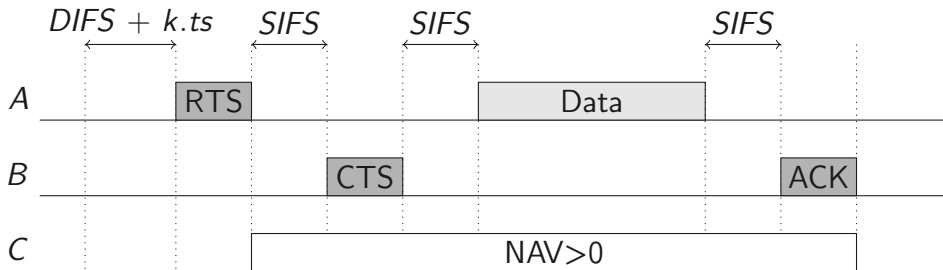 DIFS + k.ts SIFS SIFS SIFS
A RTS Data
B CTS ACK
C NAV>0